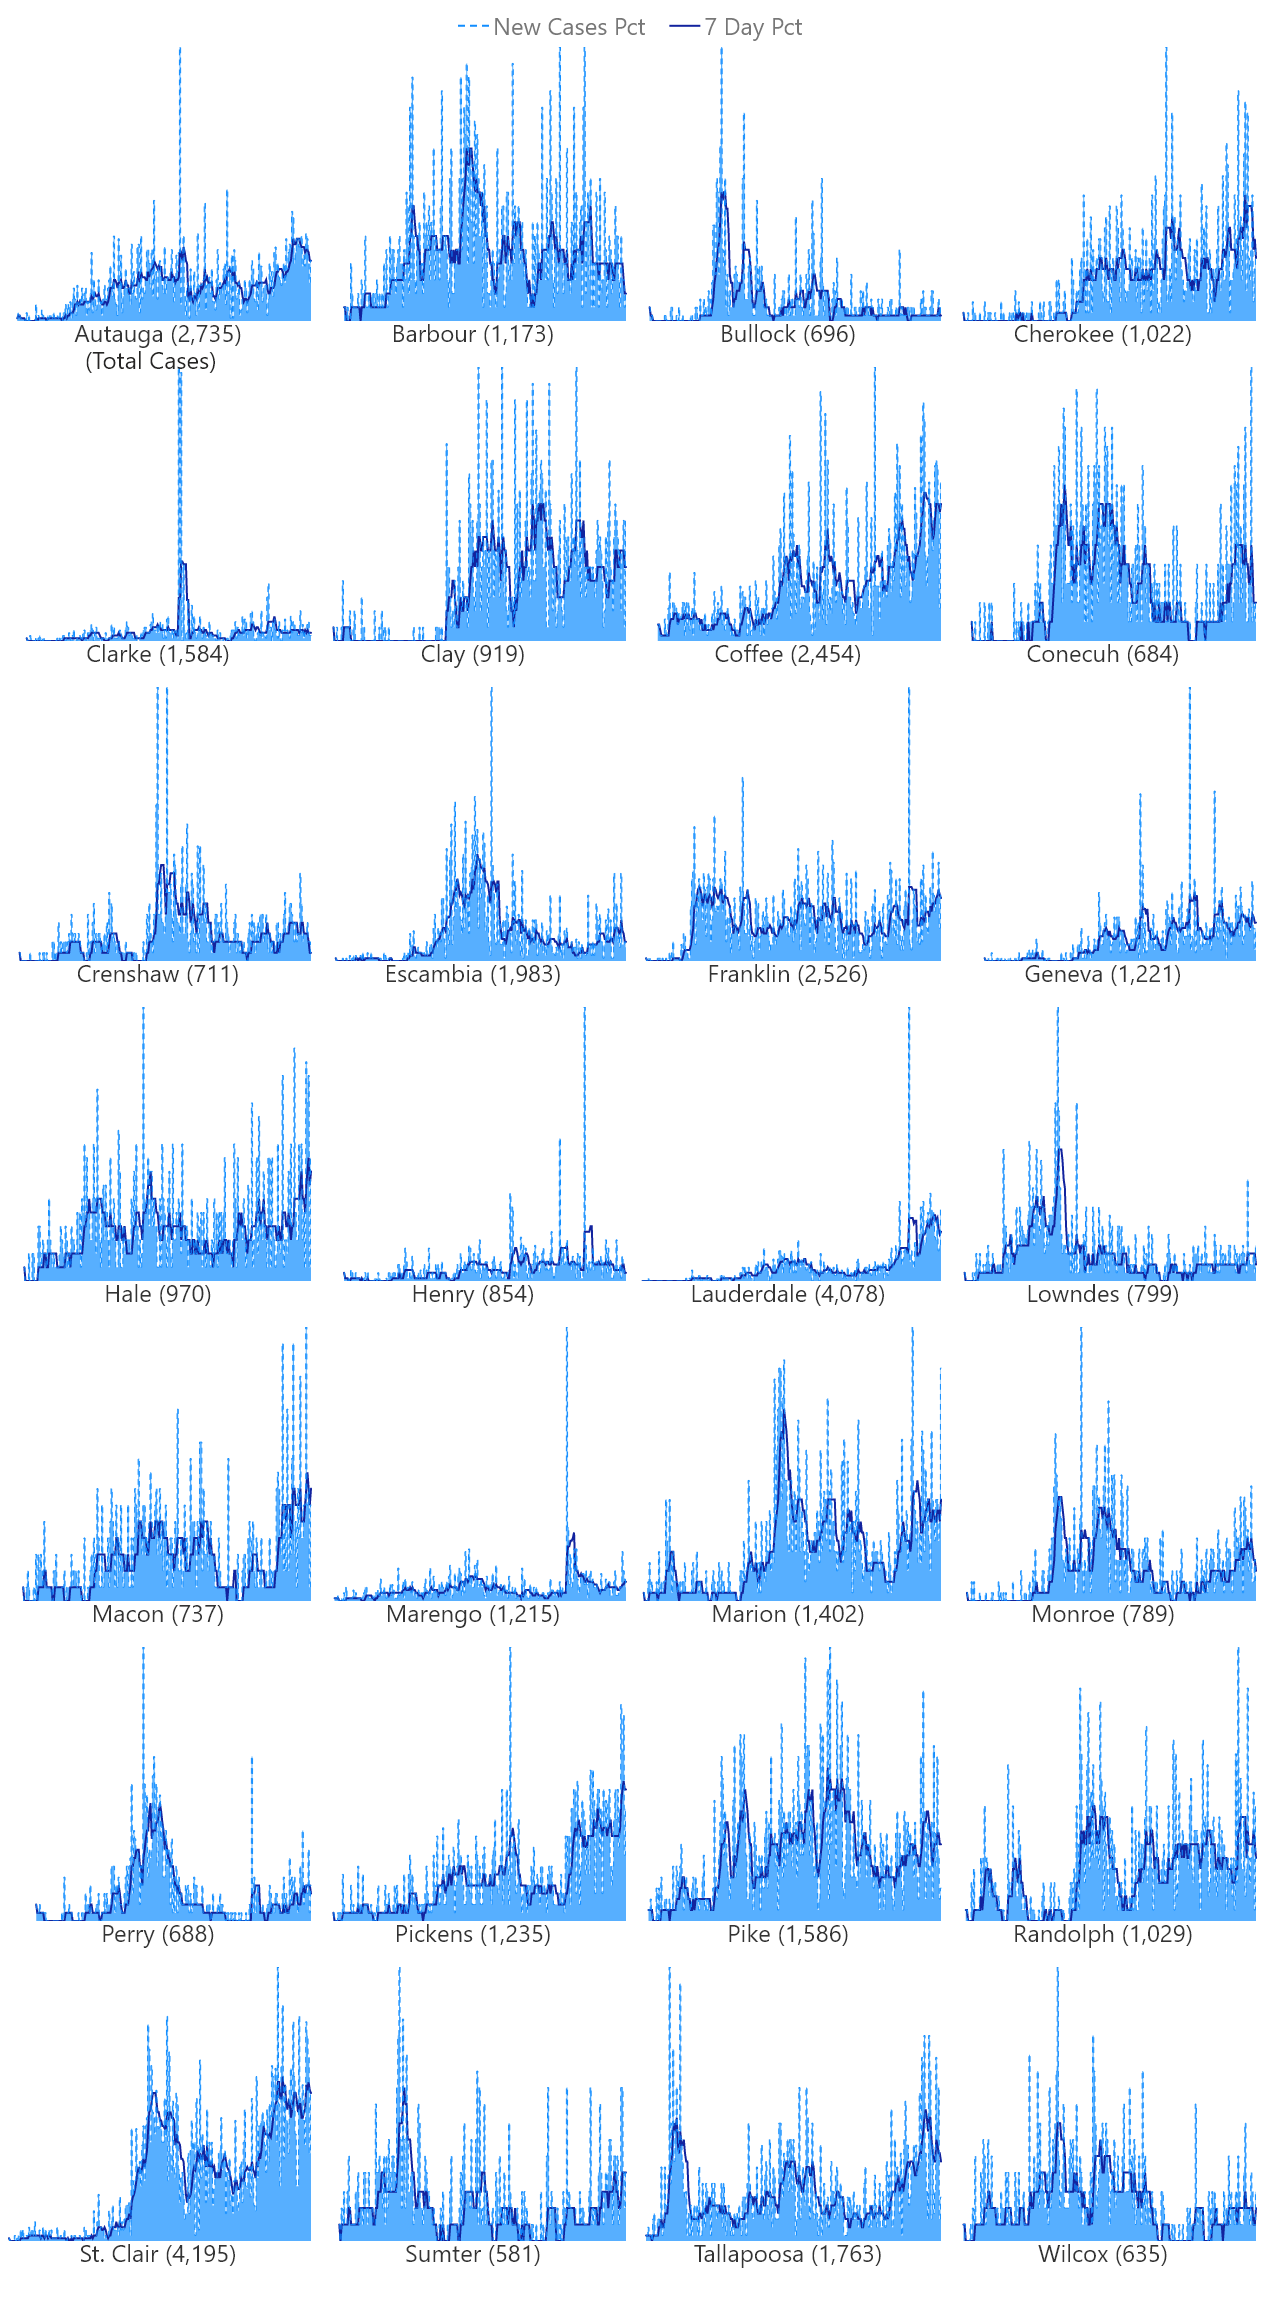 New Cases Pct 7 Day Pct
Autauga (2,735) Barbour (1,173) Bullock (696) Cherokee (1,022)
(Total Cases)
Clarke (1,584) Clay (919) Coffee (2,454) Conecuh (684)
Crenshaw (711) Escambia (1,983) Franklin (2,526) Geneva (1,221)
Hale (970) Henry (854) Lauderdale (4,078) Lowndes (799)
Macon (737) Marengo (1,215) Marion (1,402) Monroe (789)
Perry (688) Pickens (1,235) Pike (1,586) Randolph (1,029)
St. Clair (4,195) Sumter (581) Tallapoosa (1,763) Wilcox (635)